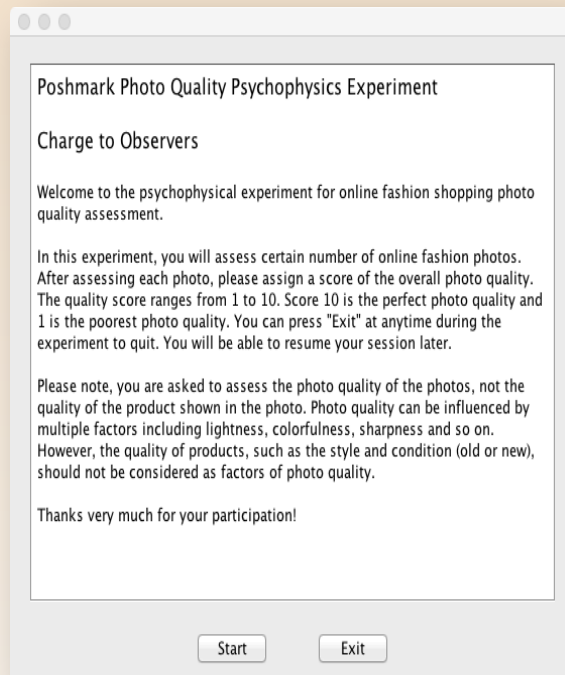 Poshmark Photo Quality Psychophysics Experiment
Charge to Observers
Welcome to the psychophysical experiment for online fashion shopping photo
quality assessment.
In this experiment, you will assess certain number of online fashion photos.
After assessing each photo, please assign a score of the overall photo quality.
The quality score ranges from 1 to 10. Score 10 is the perfect photo quality and
1 is the poorest photo quality. You can press "Exit" at anytime during the
experiment to quit. You will be able to resume your session later.
Please note, you are asked to assess the photo quality of the photos, not the
quality of the product shown in the photo. Photo quality can be influenced by
multiple factors including lightness, colorfulness, sharpness and so on.
However, the quality of products, such as the style and condition (old or new),
should not be considered as factors of photo quality.
Thanks very much for your participation!
Start Exit